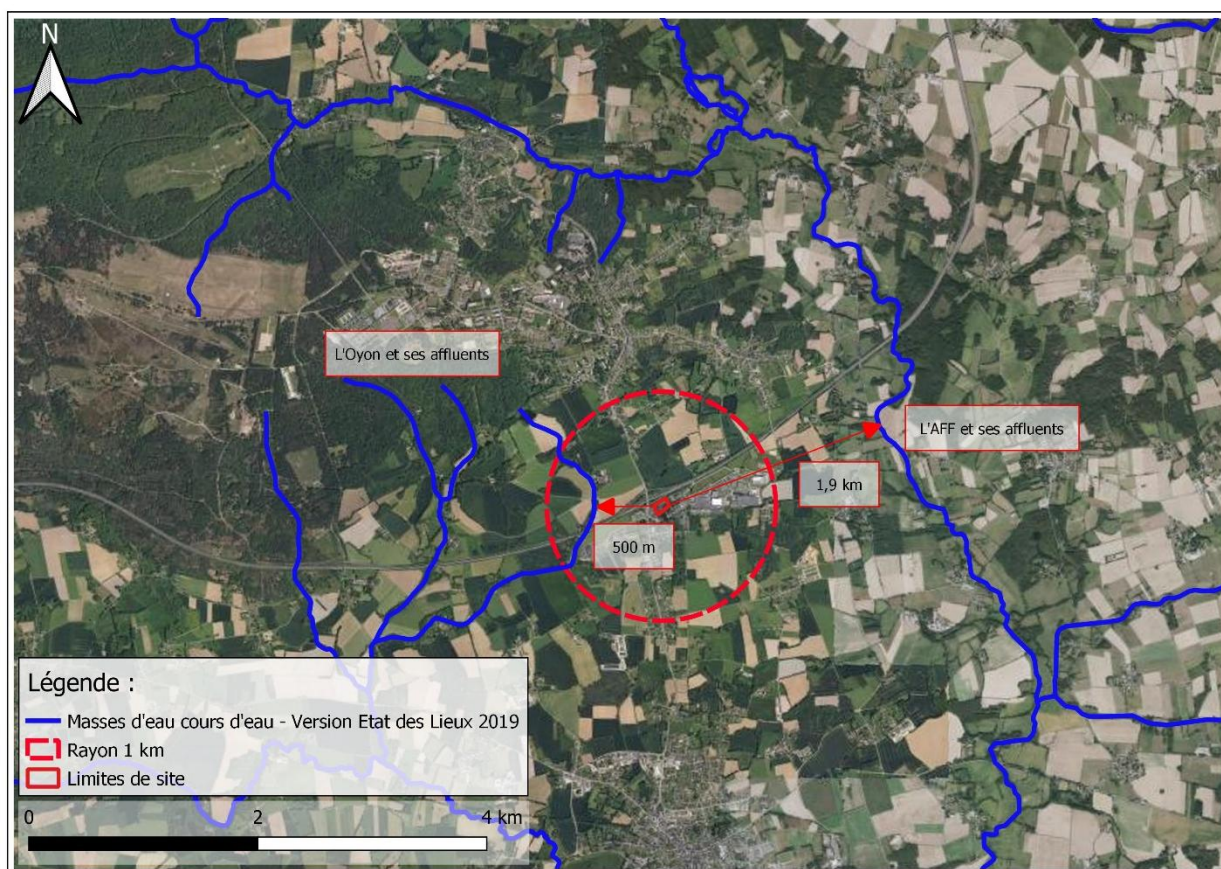 N
L'Oyon et ses affluents
L'AFF et ses affluents
1,9 km
500 m
Légende :
Masses d'eau cours d'eau - Version Etat des Lieux 2019
Rayon 1 km
Limites de site
0 2 4 km